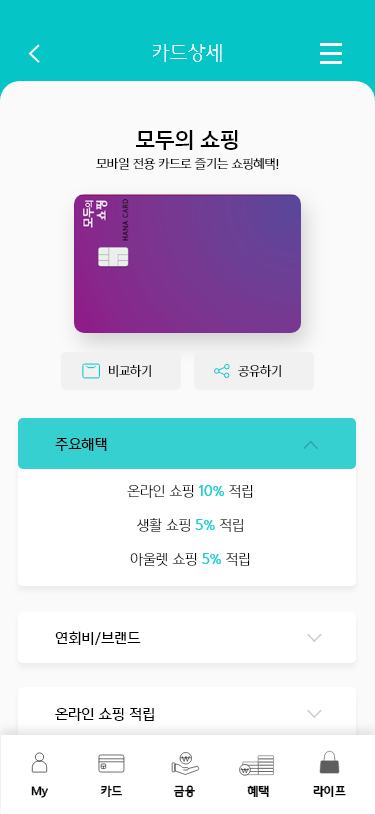 카드상세
모두의 쇼핑
모바일 전용 카드로 즐기는 쇼핑혜택!
모두의
쇼핑
HANA CARD
비교하기
공유하기
주요해택
온라인 쇼핑 10% 적립
생활 쇼핑 5% 적립
아울렛 쇼핑 5% 적립
연회비/브랜드
온라인 쇼핑 적립
My
카드
금융
혜택
라이프